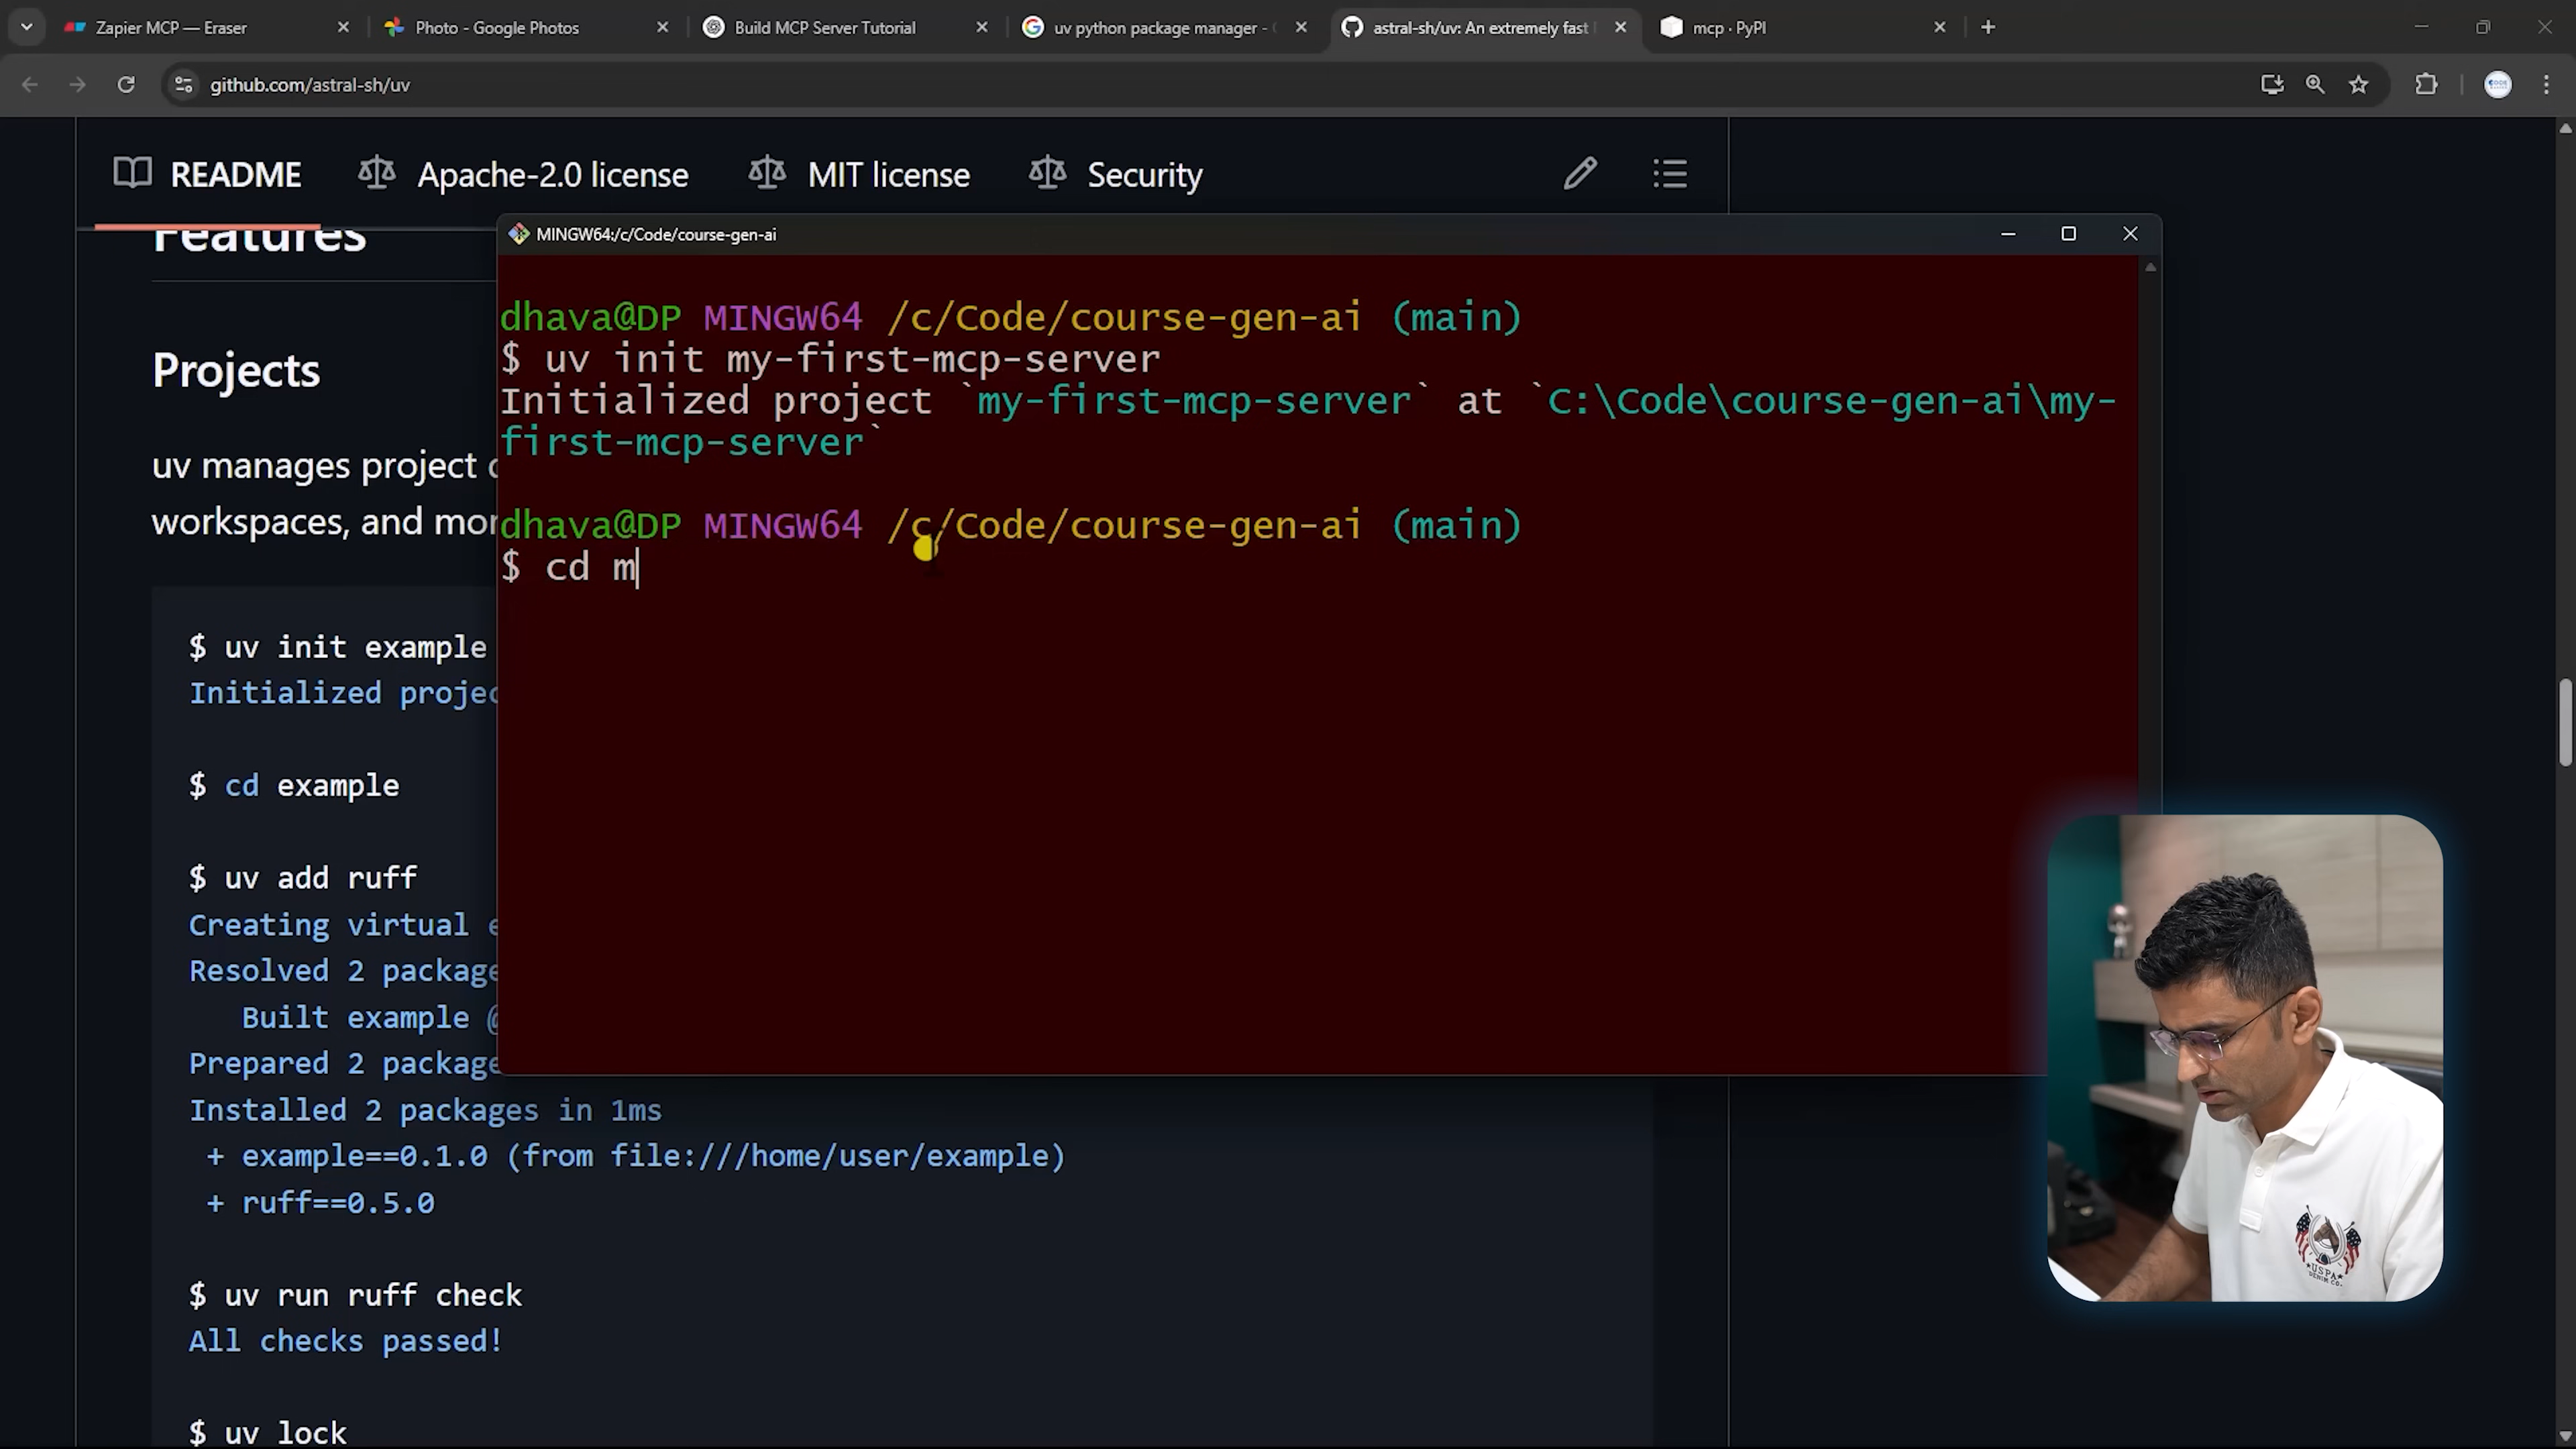 Zapier MCP — Eraser
Photo - Google Photos
Build MCP Server Tutorial
uv python package manager -
astral-sh/uv: An extremely fast
mcp · PyPI
github.com/astral-sh/uv
README
Apache-2.0 license
MIT license
Security
Features
MINGW64:/c/Code/course-gen-ai
dhava@DP MINGW64 /c/Code/course-gen-ai (main)
$ uv init my-first-mcp-server
Initialized project `my-first-mcp-server` at `C:\Code\course-gen-ai\my-
first-mcp-server`
dhava@DP MINGW64 /c/Code/course-gen-ai (main)
$ cd m
Projects
uv manages project
workspaces, and mor
$ uv init example
Initialized projec
$ cd example
$ uv add ruff
Creating virtual
Resolved 2 package
Built example @
Prepared 2 package
Installed 2 packages in 1ms
+ example==0.1.0 (from file:///home/user/example)
+ ruff==0.5.0
$ uv run ruff check
All checks passed!
$ uv lock
USPA
DENIM CO.